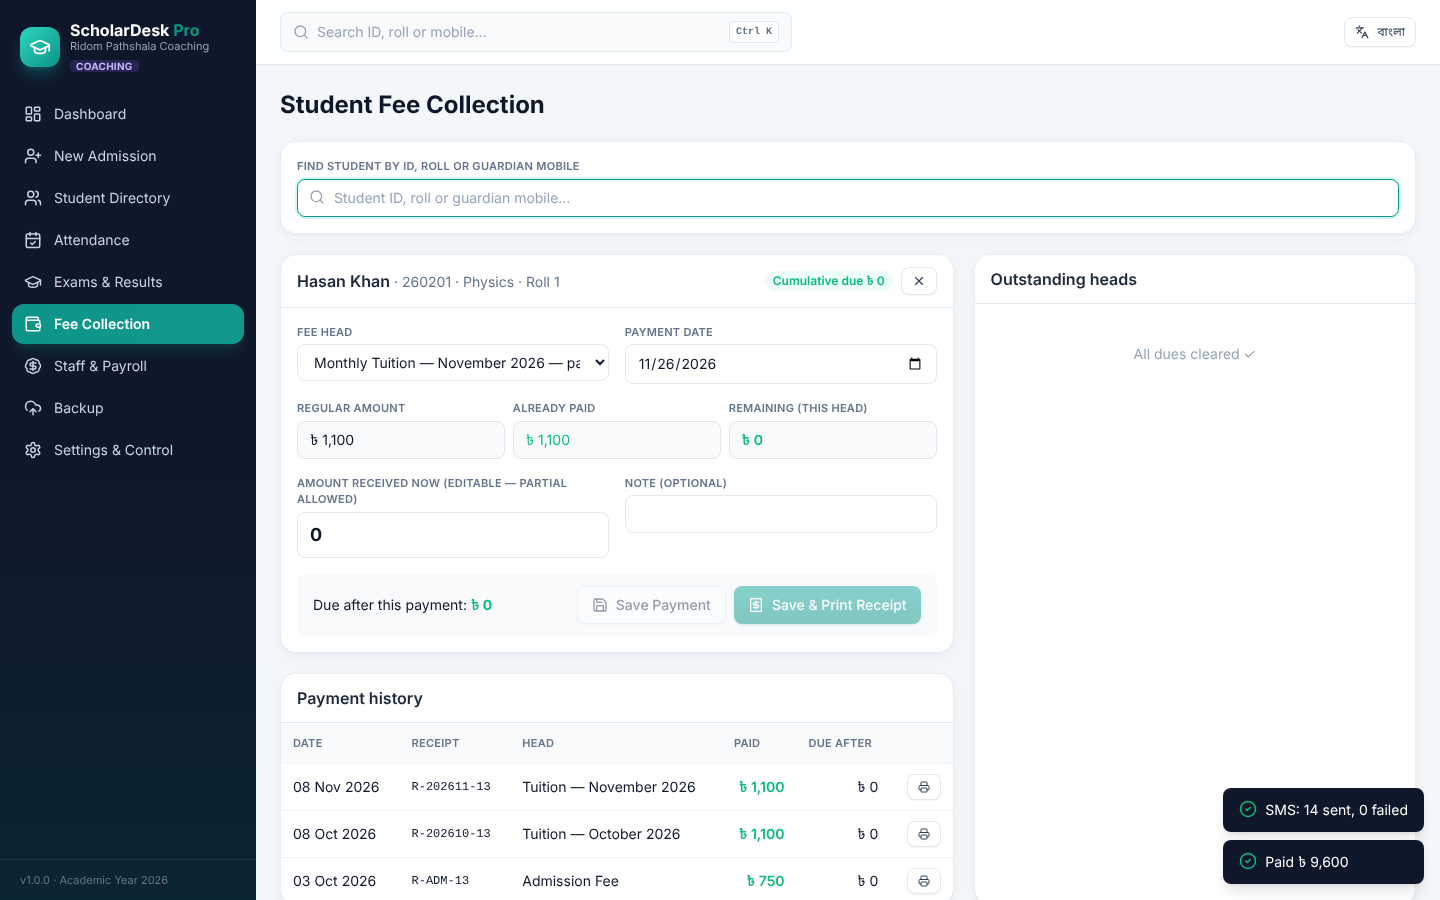 ScholarDesk Pro
Ridom Pathshala Coaching
COACHING
Dashboard
New Admission
Student Directory
Attendance
Exams & Results
Fee Collection
Staff & Payroll
Backup
Settings & Control
v1.0.0 · Academic Year 2026
Search ID, roll or mobile...
Ctrl K
বাংলা
Student Fee Collection
FIND STUDENT BY ID, ROLL OR GUARDIAN MOBILE
Student ID, roll or guardian mobile...
Hasan Khan · 260201 · Physics · Roll 1
Cumulative due ৳ 0
FEE HEAD
PAYMENT DATE
Monthly Tuition — November 2026 — pa
11/26/2026
REGULAR AMOUNT
ALREADY PAID
REMAINING (THIS HEAD)
৳ 1,100
৳ 1,100
৳ 0
AMOUNT RECEIVED NOW (EDITABLE — PARTIAL
ALLOWED)
NOTE (OPTIONAL)
0
Due after this payment: ৳ 0
Save Payment
Save & Print Receipt
Outstanding heads
All dues cleared ✓
Payment history
DATE RECEIPT HEAD PAID DUE AFTER
08 Nov 2026 R-202611-13 Tuition — November 2026 ৳ 1,100 ৳ 0
08 Oct 2026 R-202610-13 Tuition — October 2026 ৳ 1,100 ৳ 0
03 Oct 2026 R-ADM-13 Admission Fee ৳ 750 ৳ 0
SMS: 14 sent, 0 failed
Paid ৳ 9,600